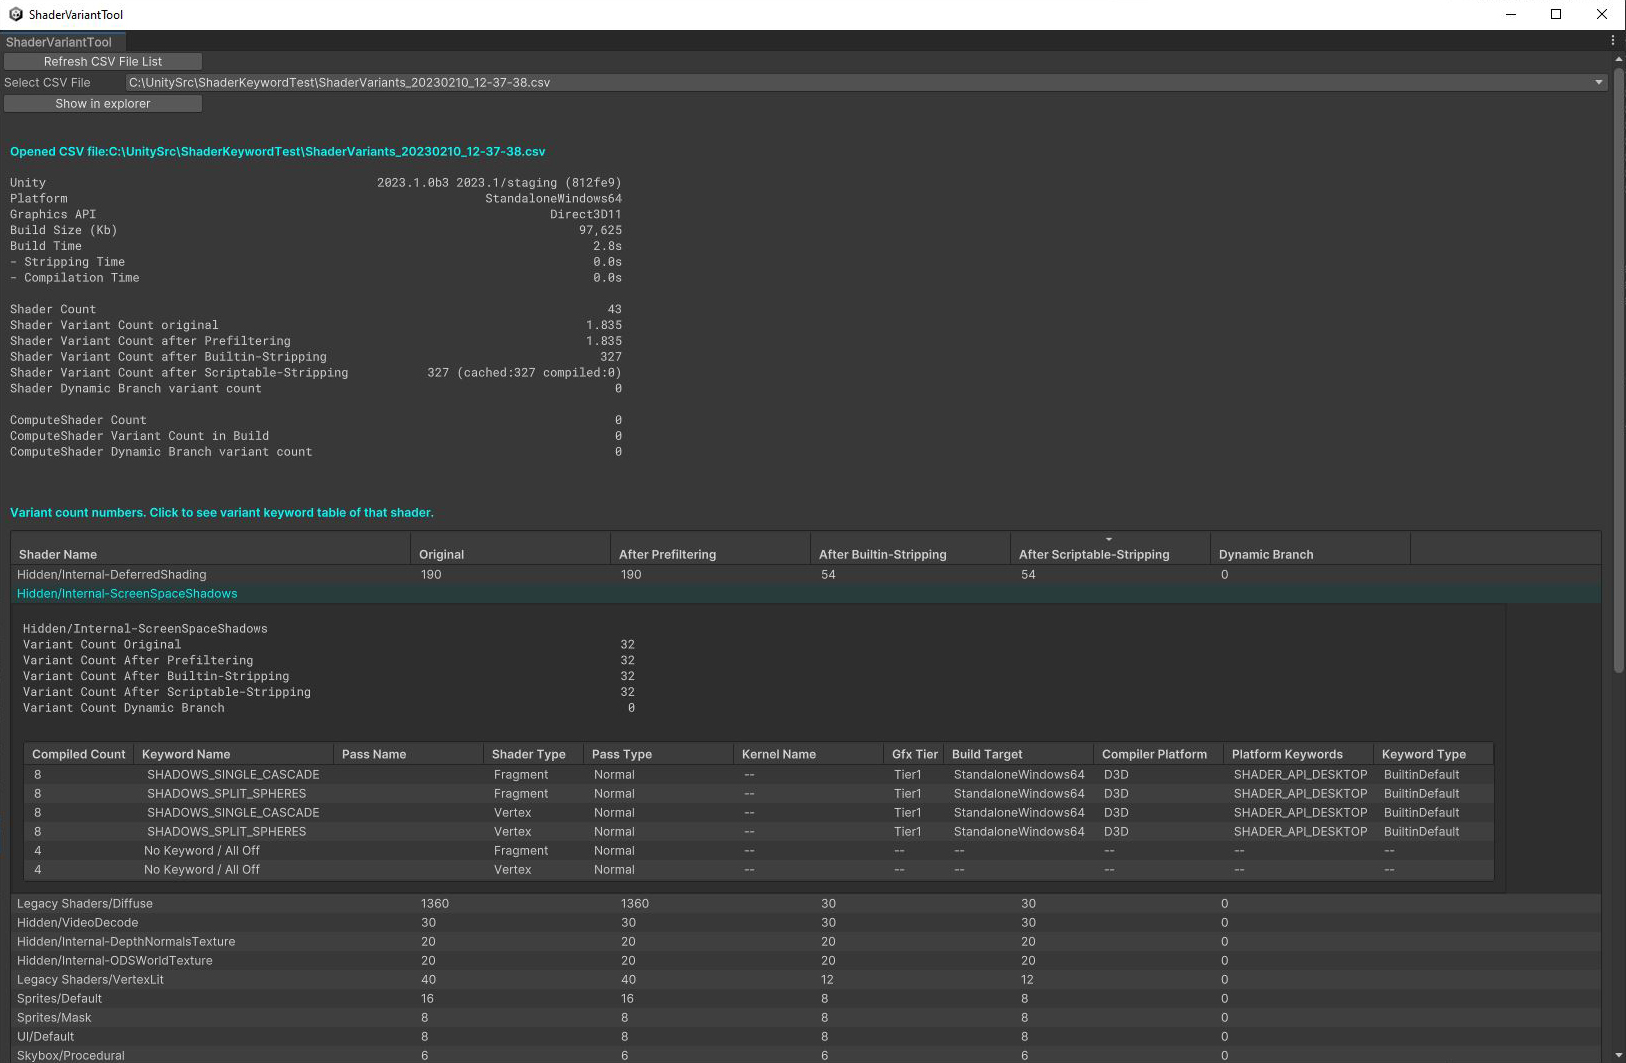 ShaderVariantTool
ShaderVariantTool
Refresh CSV File List
Select CSV File C:\UnitySrc\ShaderKeywordTest\ShaderVariants_20230210_12-37-38.csv
Show in explorer
Opened CSV file:C:\UnitySrc\ShaderKeywordTest\ShaderVariants_20230210_12-37-38.csv
Unity 2023.1.0b3 2023.1/staging (812fe9)
Platform StandaloneWindows64
Graphics API Direct3D11
Build Size (Kb) 97,625
Build Time 2.8s
- Stripping Time 0.0s
- Compilation Time 0.0s
Shader Count 43
Shader Variant Count original 1.835
Shader Variant Count after Prefiltering 1.835
Shader Variant Count after Builtin-Stripping 327
Shader Variant Count after Scriptable-Stripping 327 (cached:327 compiled:0)
Shader Dynamic Branch variant count 0
ComputeShader Count 0
ComputeShader Variant Count in Build 0
ComputeShader Dynamic Branch variant count 0
Variant count numbers. Click to see variant keyword table of that shader.
Shader Name Original After Prefiltering After Builtin-Stripping After Scriptable-Stripping Dynamic Branch
Hidden/Internal-DeferredShading 190 190 54 54 0
Hidden/Internal-ScreenSpaceShadows
Hidden/Internal-ScreenSpaceShadows
Variant Count Original 32
Variant Count After Prefiltering 32
Variant Count After Builtin-Stripping 32
Variant Count After Scriptable-Stripping 32
Variant Count Dynamic Branch 0
Compiled Count Keyword Name Pass Name Shader Type Pass Type Kernel Name Gfx Tier Build Target Compiler Platform Platform Keywords Keyword Type
8 SHADOWS_SINGLE_CASCADE Fragment Normal -- Tier1 StandaloneWindows64 D3D SHADER_API_DESKTOP BuiltinDefault
8 SHADOWS_SPLIT_SPHERES Fragment Normal -- Tier1 StandaloneWindows64 D3D SHADER_API_DESKTOP BuiltinDefault
8 SHADOWS_SINGLE_CASCADE Vertex Normal -- Tier1 StandaloneWindows64 D3D SHADER_API_DESKTOP BuiltinDefault
8 SHADOWS_SPLIT_SPHERES Vertex Normal -- Tier1 StandaloneWindows64 D3D SHADER_API_DESKTOP BuiltinDefault
4 No Keyword / All Off Fragment Normal -- -- -- -- -- --
4 No Keyword / All Off Vertex Normal -- -- -- -- -- --
Legacy Shaders/Diffuse 1360 1360 30 30 0
Hidden/VideoDecode 30 30 30 30 0
Hidden/Internal-DepthNormalsTexture 20 20 20 20 0
Hidden/Internal-ODSWorldTexture 20 20 20 20 0
Legacy Shaders/VertexLit 40 40 12 12 0
Sprites/Default 16 16 8 8 0
Sprites/Mask 8 8 8 8 0
UI/Default 8 8 8 8 0
Skybox/Procedural 6 6 6 6 0